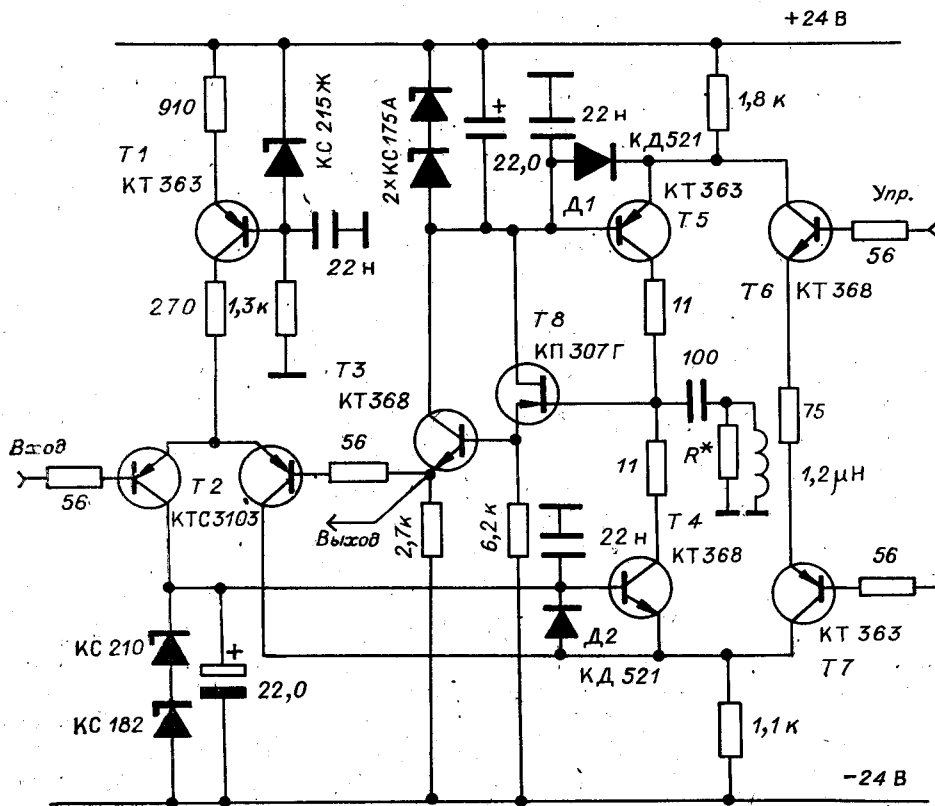 +24 В
910
КС 215Ж
2хКС175А
+
22 н
1,8 к
22,0
КД521
Т1
КТ 363
КТ 363
Упр.
Д1
Т5
56
22 н
270
1,3к
11
Т6
КТ 368
Т8
КП 307Г
100
Т3
КТ368
75
Вход
56
11
R*
1,2μН
56
Т2
КТС3103
Выход
2,7к
6,2к
22 н
Т4
КТ368
56
КС 210
+
Д2
КТ 363
22,0
КД 521
Т7
КС 182
1,1 к
-24 В